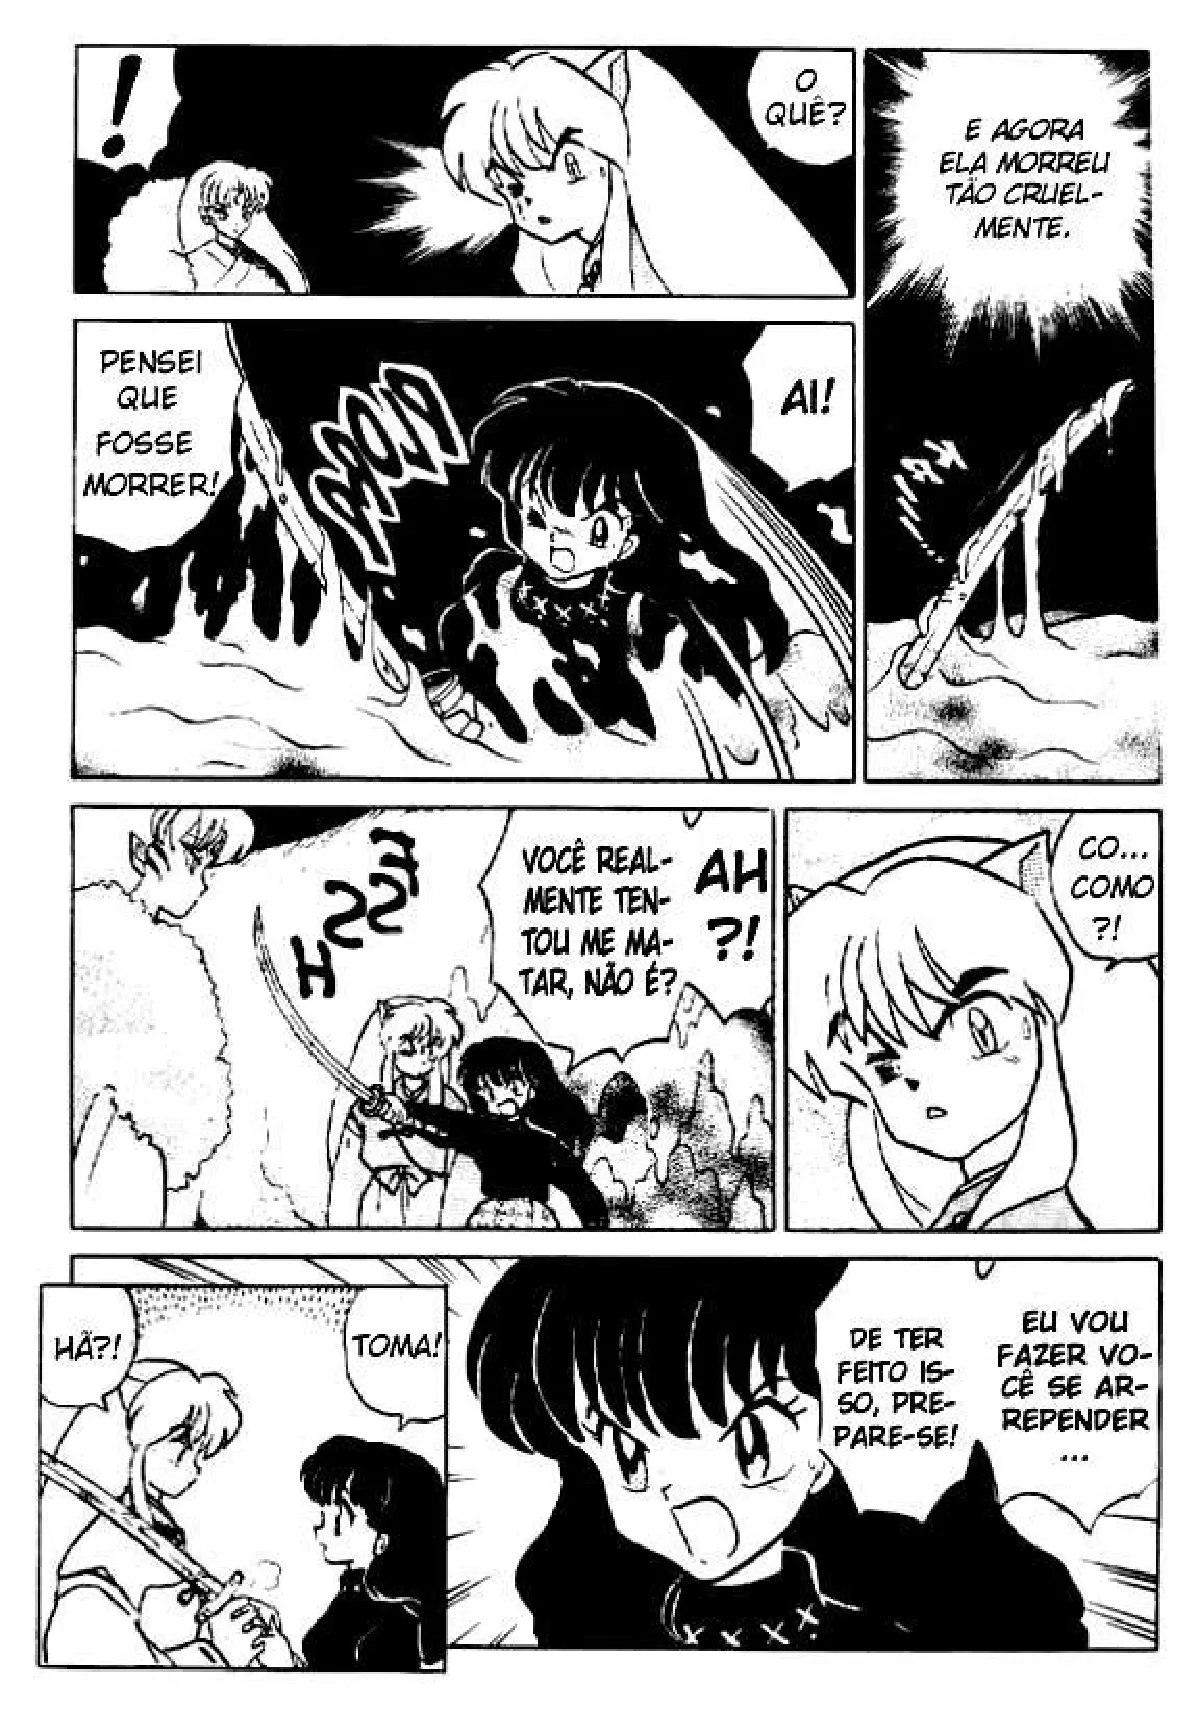 E AGORA
ELA MORREU
TÃO CRUEL-
MENTE.
O
QUÊ?
!
AI!
PENSEI
QUE
FOSSE
MORRER!
CO...
COMO
?!
AH
?!
VOCÊ REAL-
MENTE TEN-
TOU ME MA-
TAR, NÃO É?
EU VOU
FAZER VO-
CÊ SE AR-
REPENDER
...
DE TER
FEITO IS-
SO, PRE-
PARE-SE!
TOMA!
HÃ?!